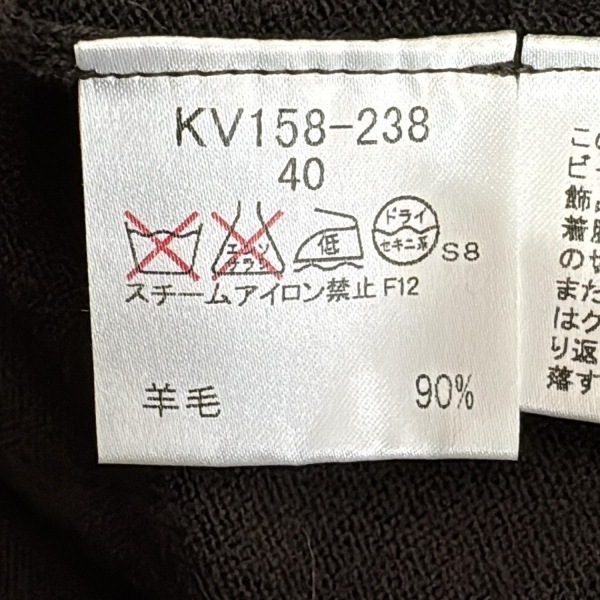 KV158-238
40
エンソ
サラシ
低
ドライ
セキユ系
S8
スチームアイロン禁止 F12
羊毛 90%
この
ビー
飾
着用
の切
また
はク
り返
落す